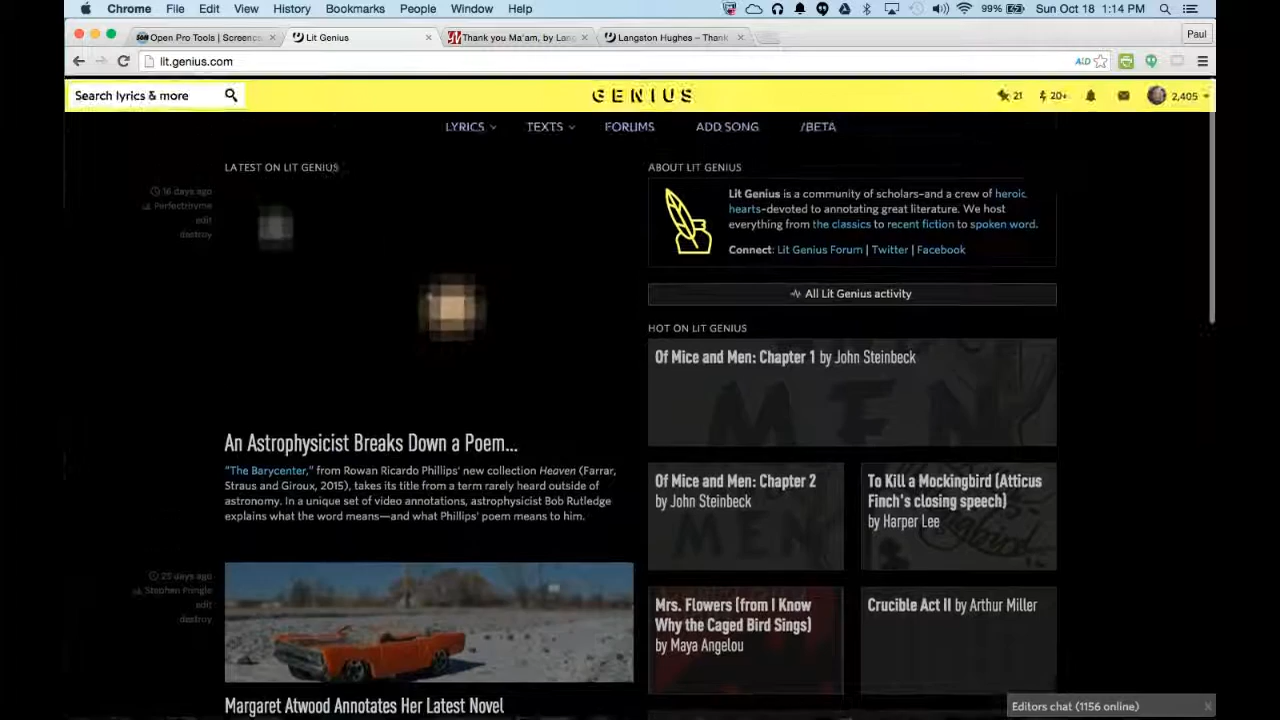 Chrome File Edit View History Bookmarks People Window Help 99% Sun Oct 18 1:14 PM
Open Pro Tools | Screenca Lit Genius Thank you Ma'am, by Lang Langston Hughes – Thank Paul
lit.genius.com
Search lyrics & more GENIUS 21 20+ 2,405
LYRICS TEXTS FORUMS ADD SONG /BETA
LATEST ON LIT GENIUS
16 days ago
Perfectrhyme
edit
destroy
An Astrophysicist Breaks Down a Poem...
"The Barycenter," from Rowan Ricardo Phillips' new collection Heaven (Farrar,
Straus and Giroux, 2015), takes its title from a term rarely heard outside of
astronomy. In a unique set of video annotations, astrophysicist Bob Rutledge
explains what the word means—and what Phillips' poem means to him.
25 days ago
Stephen Pringle
edit
destroy
Margaret Atwood Annotates Her Latest Novel
ABOUT LIT GENIUS
Lit Genius is a community of scholars–and a crew of heroic
hearts–devoted to annotating great literature. We host
everything from the classics to recent fiction to spoken word.
Connect: Lit Genius Forum | Twitter | Facebook
All Lit Genius activity
HOT ON LIT GENIUS
Of Mice and Men: Chapter 1 by John Steinbeck
MEN
Of Mice and Men: Chapter 2
by John Steinbeck
MEN
To Kill a Mockingbird (Atticus
Finch's closing speech)
by Harper Lee
Mrs. Flowers (from I Know
Why the Caged Bird Sings)
by Maya Angelou
Crucible Act II by Arthur Miller
Editors chat (1156 online) x